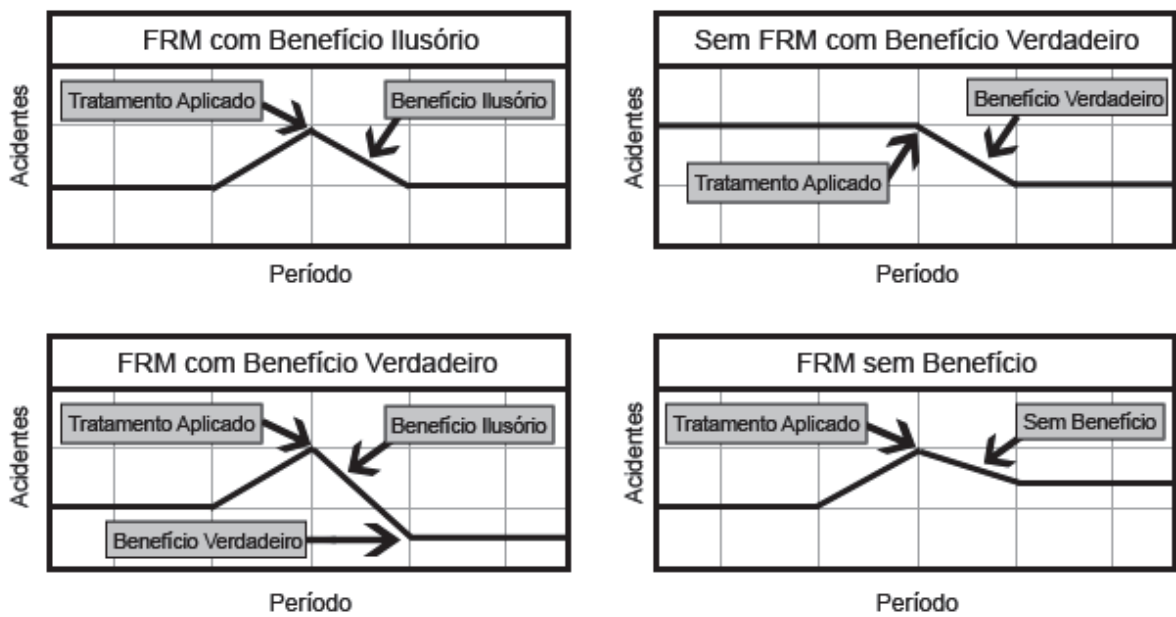 FRM com Benefício Ilusório
Acidentes
Tratamento Aplicado
Benefício Ilusório
Período
Sem FRM com Benefício Verdadeiro
Acidentes
Benefício Verdadeiro
Tratamento Aplicado
Período
FRM com Benefício Verdadeiro
Acidentes
Tratamento Aplicado
Benefício Ilusório
Benefício Verdadeiro
Período
FRM sem Benefício
Acidentes
Tratamento Aplicado
Sem Benefício
Período